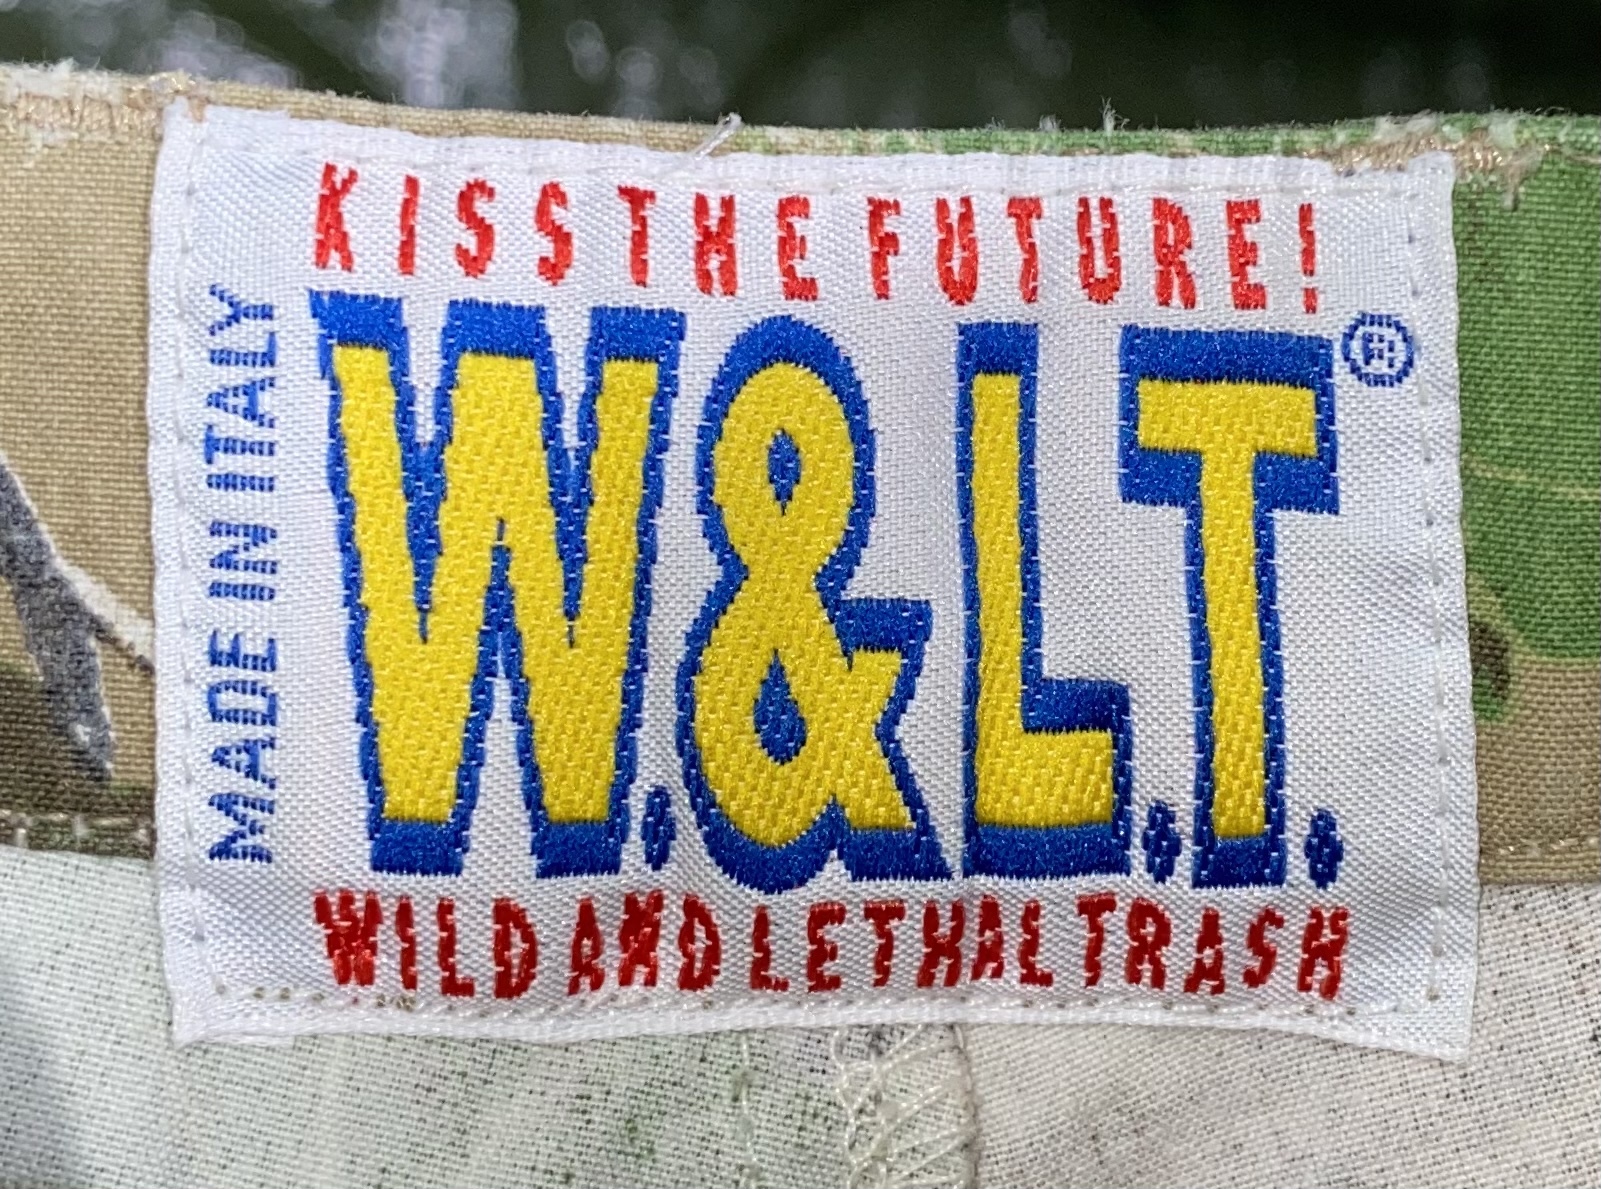 KISS THE FUTURE!
MADE IN ITALY
W.&L.T.®
WILD AND LETHAL TRASH